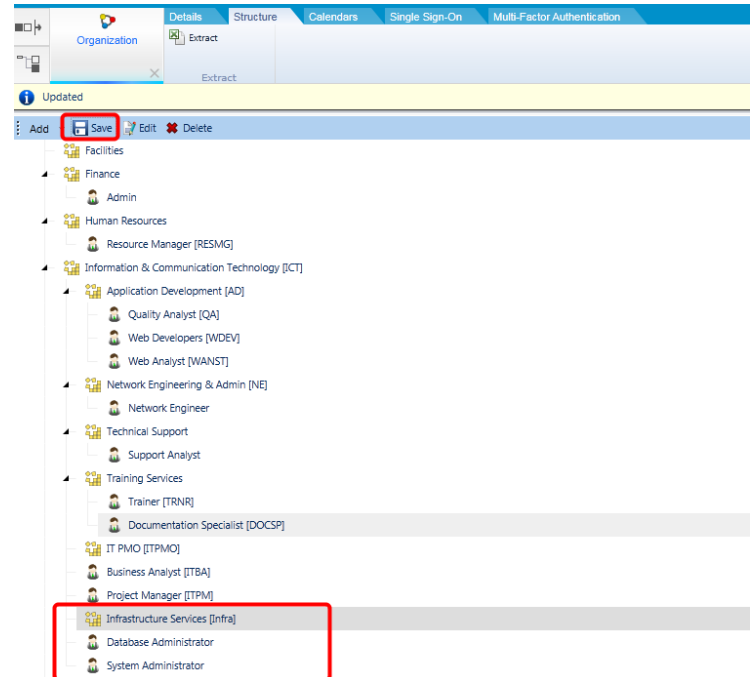 Details Structure Calendars Single Sign-On Multi-Factor Authentication
Organization
Extract
Extract
Updated
Add Save Edit Delete
Facilities
Finance
Admin
Human Resources
Resource Manager [RESMG]
Information & Communication Technology [ICT]
Application Development [AD]
Quality Analyst [QA]
Web Developers [WDEV]
Web Analyst [WANST]
Network Engineering & Admin [NE]
Network Engineer
Technical Support
Support Analyst
Training Services
Trainer [TRNR]
Documentation Specialist [DOCSP]
IT PMO [ITPMO]
Business Analyst [ITBA]
Project Manager [ITPM]
Infrastructure Services [Infra]
Database Administrator
System Administrator